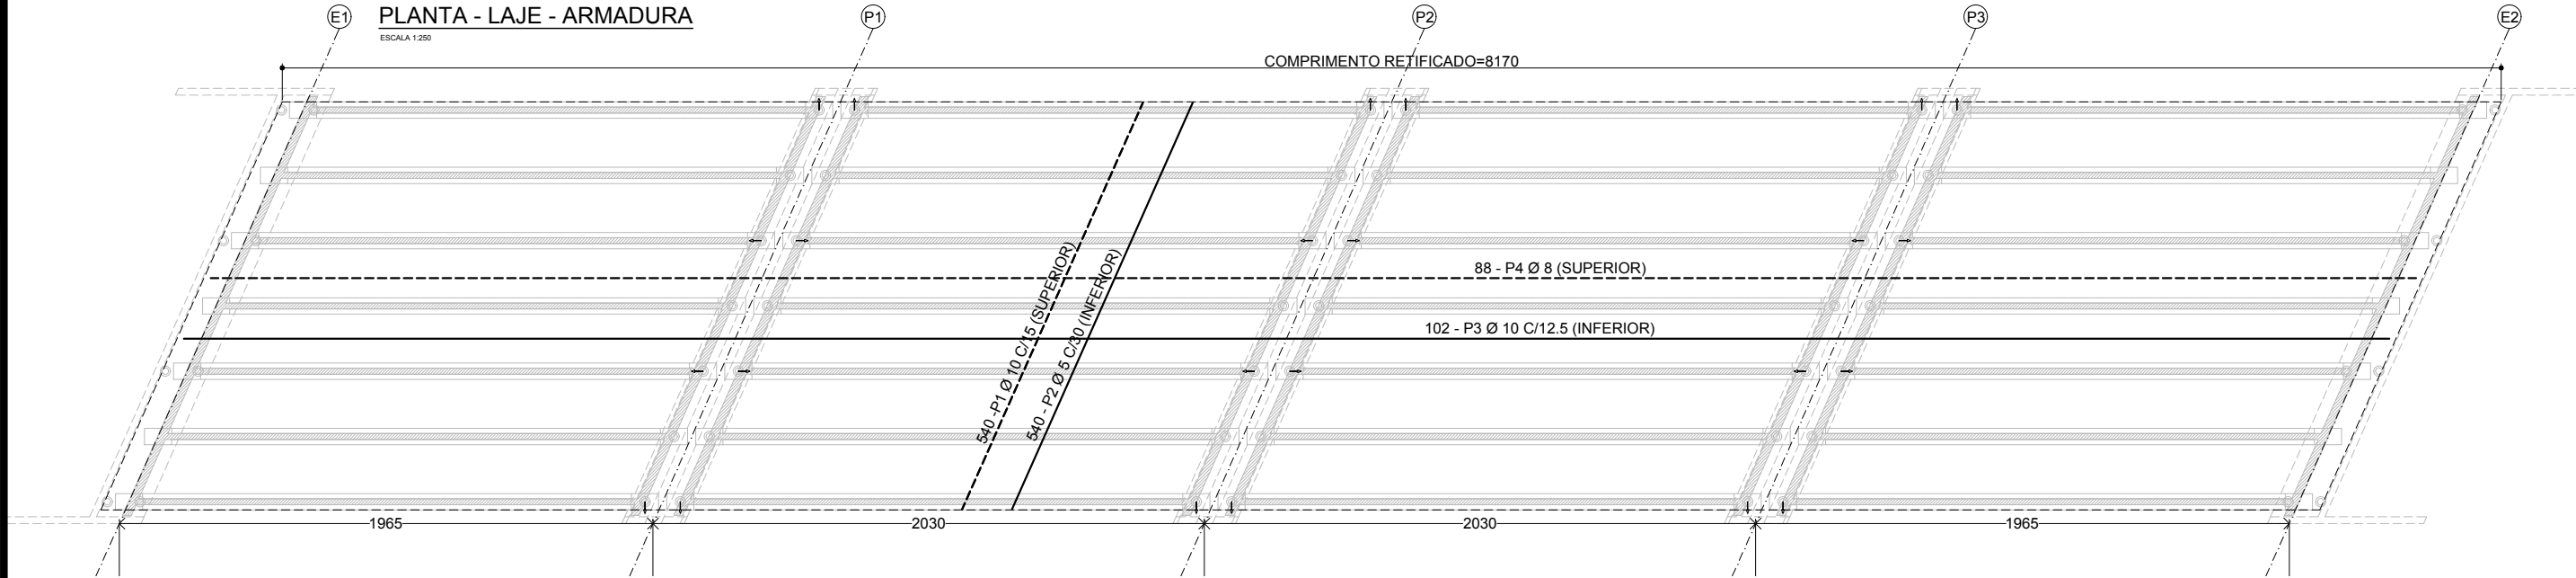 E1
PLANTA - LAJE - ARMADURA
P1
P2
P3
E2
ESCALA 1:250
COMPRIMENTO RETIFICADO=8170
88 - P4 Ø 8 (SUPERIOR)
102 - P3 Ø 10 C/12.5 (INFERIOR)
540 -P1 Ø 10 C/15 (SUPERIOR)
540 - P2 Ø 5 C/30 (INFERIOR)
1965
2030
2030
1965